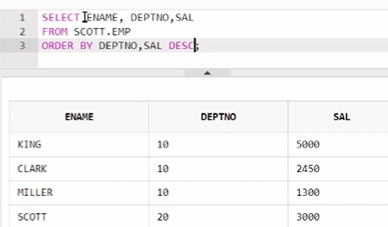 1 SELECT ENAME, DEPTNO,SAL
2 FROM SCOTT.EMP
3 ORDER BY DEPTNO,SAL DESC;
ENAME DEPTNO SAL
KING 10 5000
CLARK 10 2450
MILLER 10 1300
SCOTT 20 3000